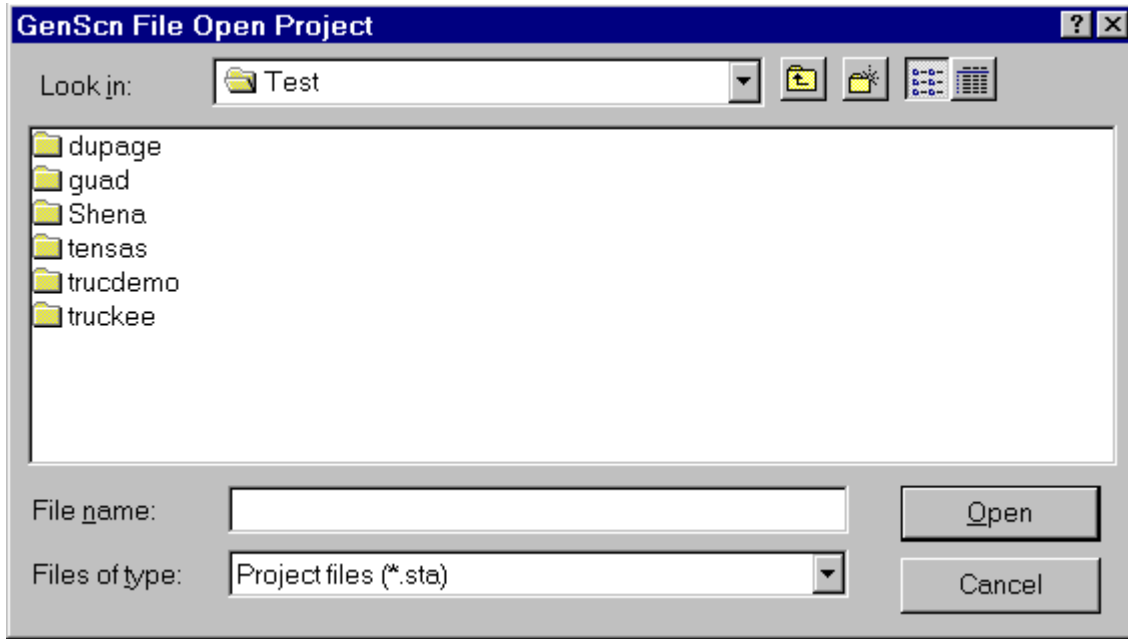 GenScn File Open Project
Look in: Test
dupage
guad
Shena
tensas
trucdemo
truckee
File name: Open
Files of type: Project files (*.sta) Cancel